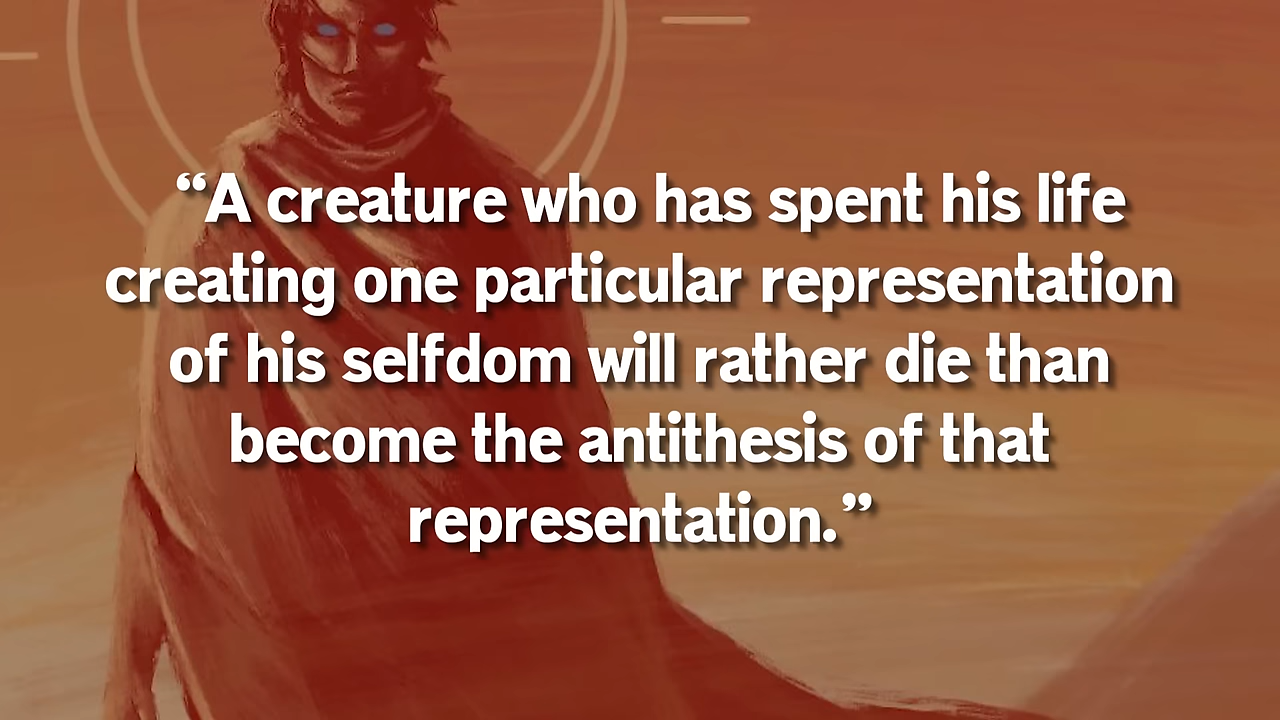 “A creature who has spent his life
creating one particular representation
of his selfdom will rather die than
become the antithesis of that
representation.”